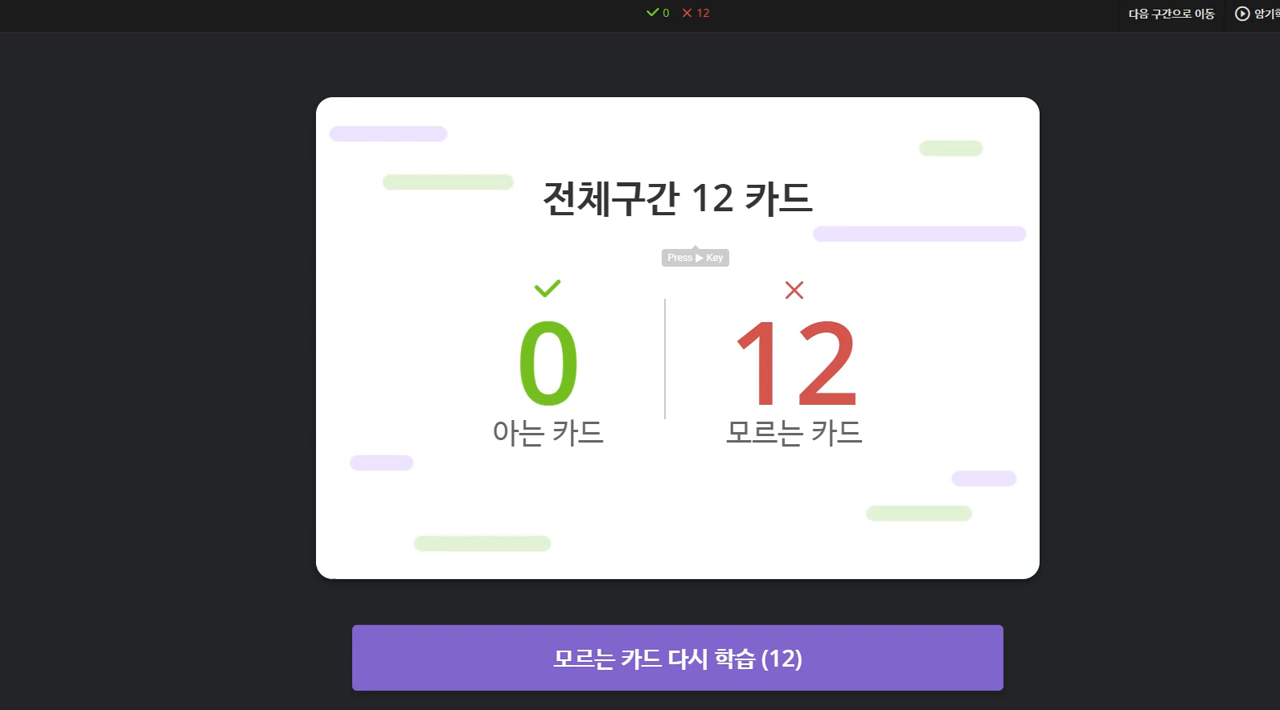 0 12 다음 구간으로 이동
전체구간 12 카드
Press ▶ Key
0 12
아는 카드 모르는 카드
모르는 카드 다시 학습 (12)